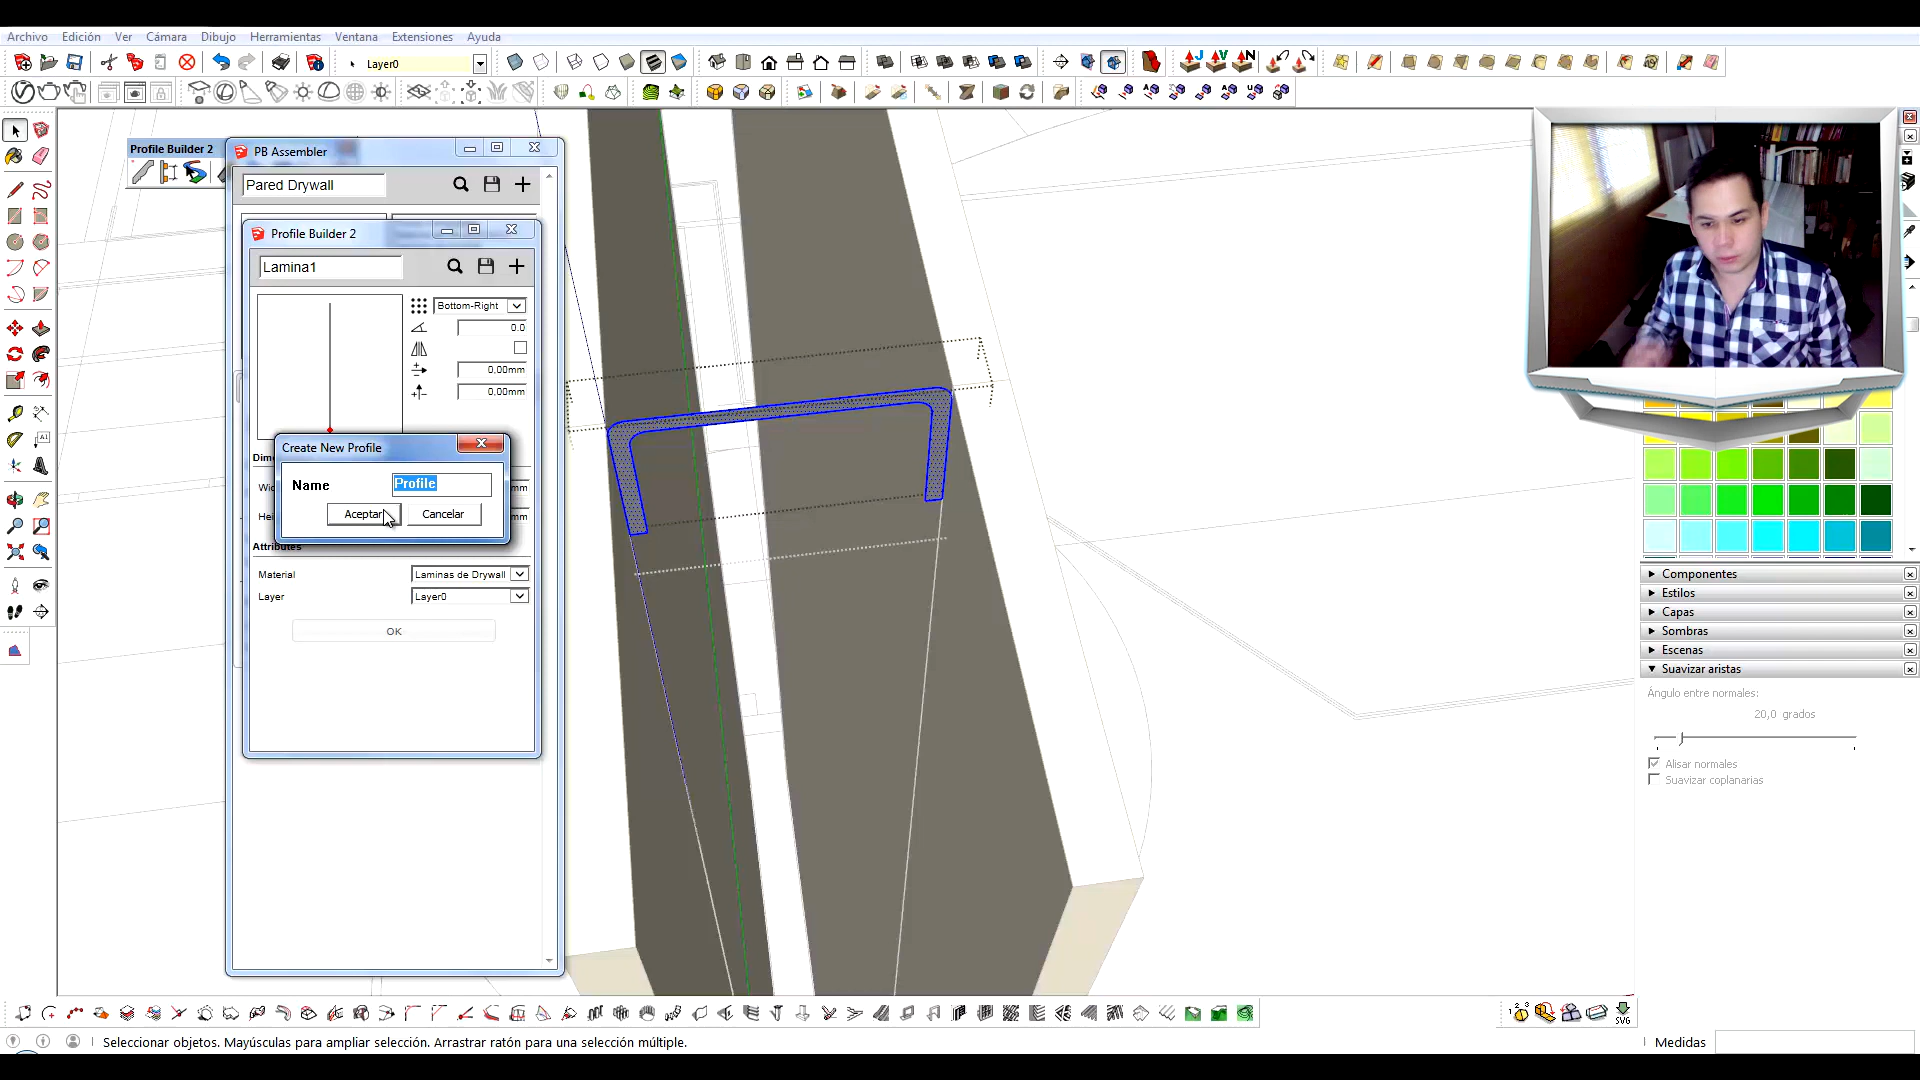 Archivo Edición Ver Cámara Dibujo Herramientas Ventana Extensiones Ayuda
Layer0
Profile Builder 2
PB Assembler
Pared Drywall
Profile Builder 2
Lamina1
Bottom-Right
0.0
0,00mm
0,00mm
Create New Profile
Name Profile
Aceptar Cancelar
mm
mm
Attributes
Material Laminas de Drywall
Layer Layer0
OK
Componentes
Estilos
Capas
Sombras
Escenas
Suavizar aristas
Ángulo entre normales:
20,0 grados
Alisar normales
Suavizar coplanarias
SVG
Seleccionar objetos. Mayúsculas para ampliar selección. Arrastrar ratón para una selección múltiple.
Medidas